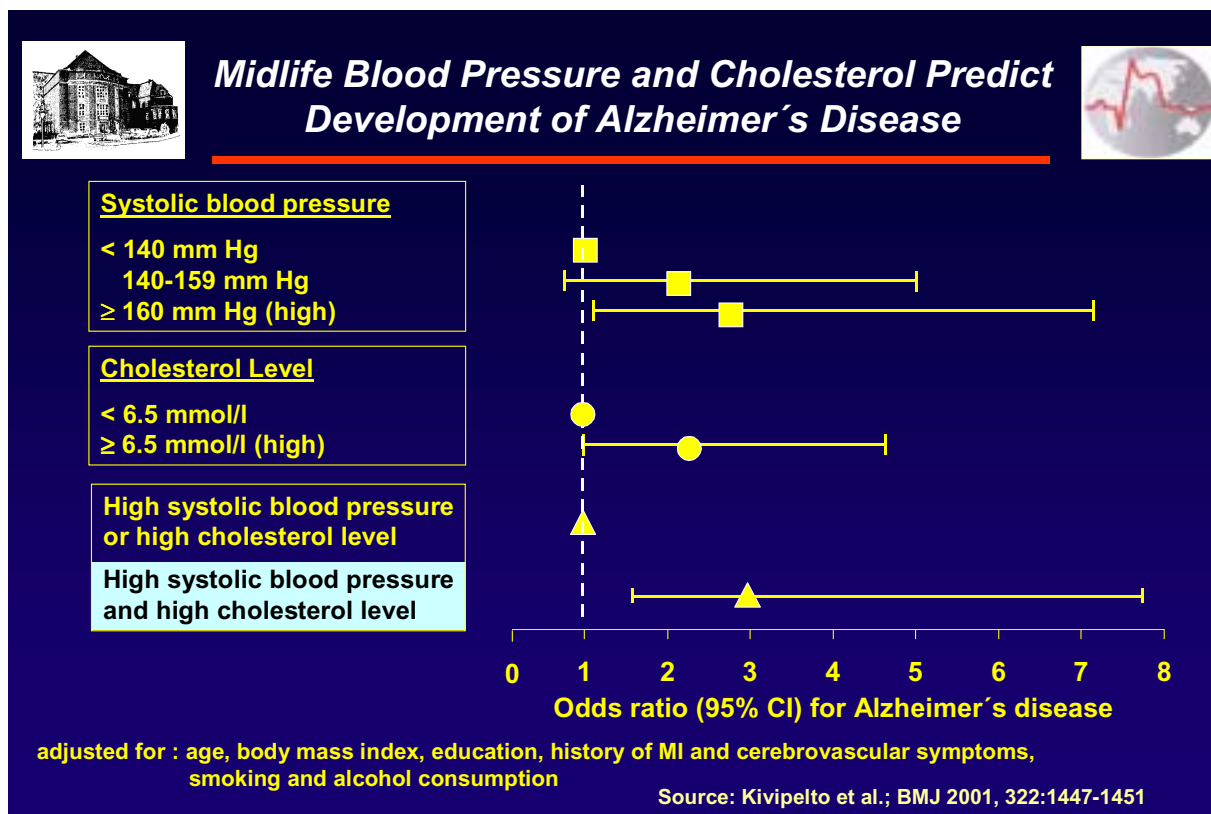 Midlife Blood Pressure and Cholesterol Predict
Development of Alzheimer´s Disease
Systolic blood pressure
< 140 mm Hg
140-159 mm Hg
≥ 160 mm Hg (high)
Cholesterol Level
< 6.5 mmol/l
≥ 6.5 mmol/l (high)
High systolic blood pressure
or high cholesterol level
High systolic blood pressure
and high cholesterol level
0 1 2 3 4 5 6 7 8
Odds ratio (95% CI) for Alzheimer´s disease
adjusted for : age, body mass index, education, history of MI and cerebrovascular symptoms,
smoking and alcohol consumption
Source: Kivipelto et al.; BMJ 2001, 322:1447-1451